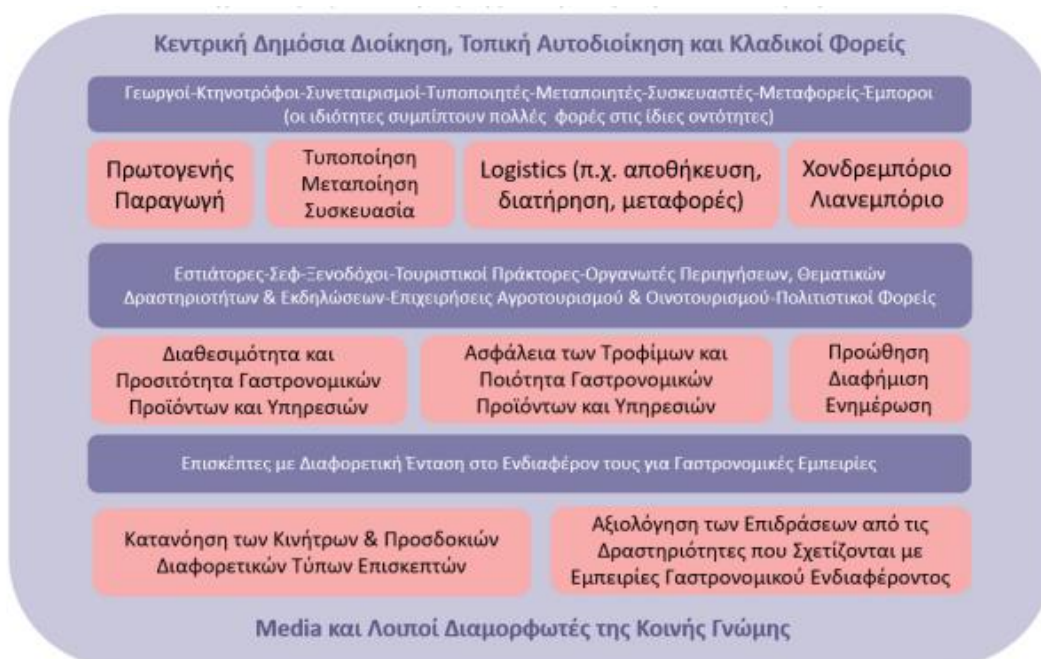 Κεντρική Δημόσια Διοίκηση, Τοπική Αυτοδιοίκηση και Κλαδικοί Φορείς
Γεωργοί-Κτηνοτρόφοι-Συνεταιρισμοί-Τυποποιητές-Μεταποιητές-Συσκευαστές-Μεταφορείς-Έμποροι
(οι ιδιότητες συμπίπτουν πολλές φορές στις ίδιες οντότητες)
Πρωτογενής
Παραγωγή
Τυποποίηση
Μεταποίηση
Συσκευασία
Logistics (π.χ. αποθήκευση,
διατήρηση, μεταφορές)
Χονδρεμπόριο
Λιανεμπόριο
Εστιάτορες-Σεφ-Ξενοδόχοι-Τουριστικοί Πράκτορες-Οργανωτές Περιηγήσεων, Θεματικών
Δραστηριοτήτων & Εκδηλώσεων-Επιχειρήσεις Αγροτουρισμού & Οινοτουρισμού-Πολιτιστικοί Φορείς
Διαθεσιμότητα και
Προσιτότητα Γαστρονομικών
Προϊόντων και Υπηρεσιών
Ασφάλεια των Τροφίμων και
Ποιότητα Γαστρονομικών
Προϊόντων και Υπηρεσιών
Προώθηση
Διαφήμιση
Ενημέρωση
Επισκέπτες με Διαφορετική Ένταση στο Ενδιαφέρον τους για Γαστρονομικές Εμπειρίες
Κατανόηση των Κινήτρων & Προσδοκιών
Διαφορετικών Τύπων Επισκεπτών
Αξιολόγηση των Επιδράσεων από τις
Δραστηριότητες που Σχετίζονται με
Εμπειρίες Γαστρονομικού Ενδιαφέροντος
Media και Λοιποί Διαμορφωτές της Κοινής Γνώμης